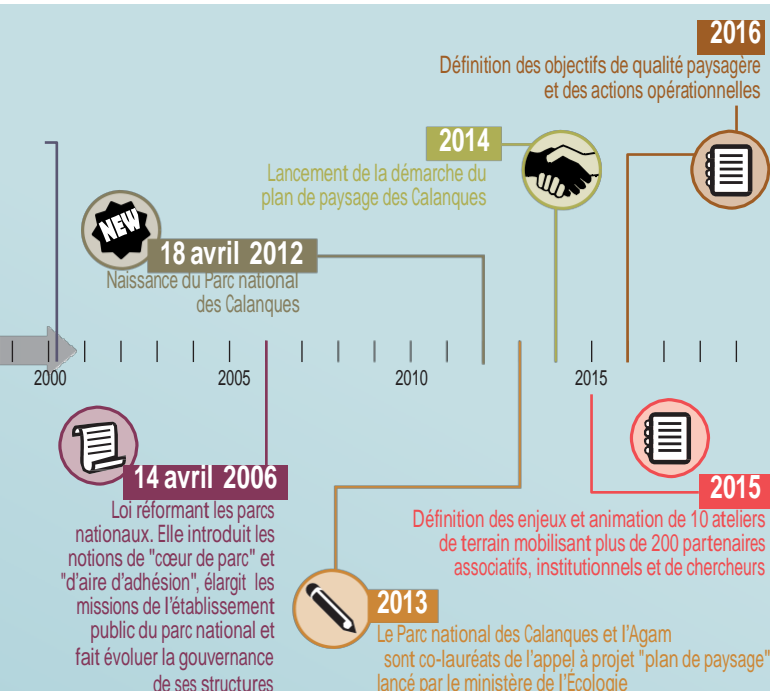 2016
Définition des objectifs de qualité paysagère
et des actions opérationnelles
2014
Lancement de la démarche du
plan de paysage des Calanques
NEW
18 avril 2012
Naissance du Parc national
des Calanques
2000
2005
2010
2015
14 avril 2006
Loi réformant les parcs
nationaux. Elle introduit les
notions de "cœur de parc" et
"d'aire d'adhésion", élargit les
missions de l'établissement
public du parc national et
fait évoluer la gouvernance
de ses structures
2013
Le Parc national des Calanques et l'Agam
sont co-lauréats de l'appel à projet "plan de paysage"
lancé par le ministère de l'Écologie
2015
Définition des enjeux et animation de 10 ateliers
de terrain mobilisant plus de 200 partenaires
associatifs, institutionnels et de chercheurs